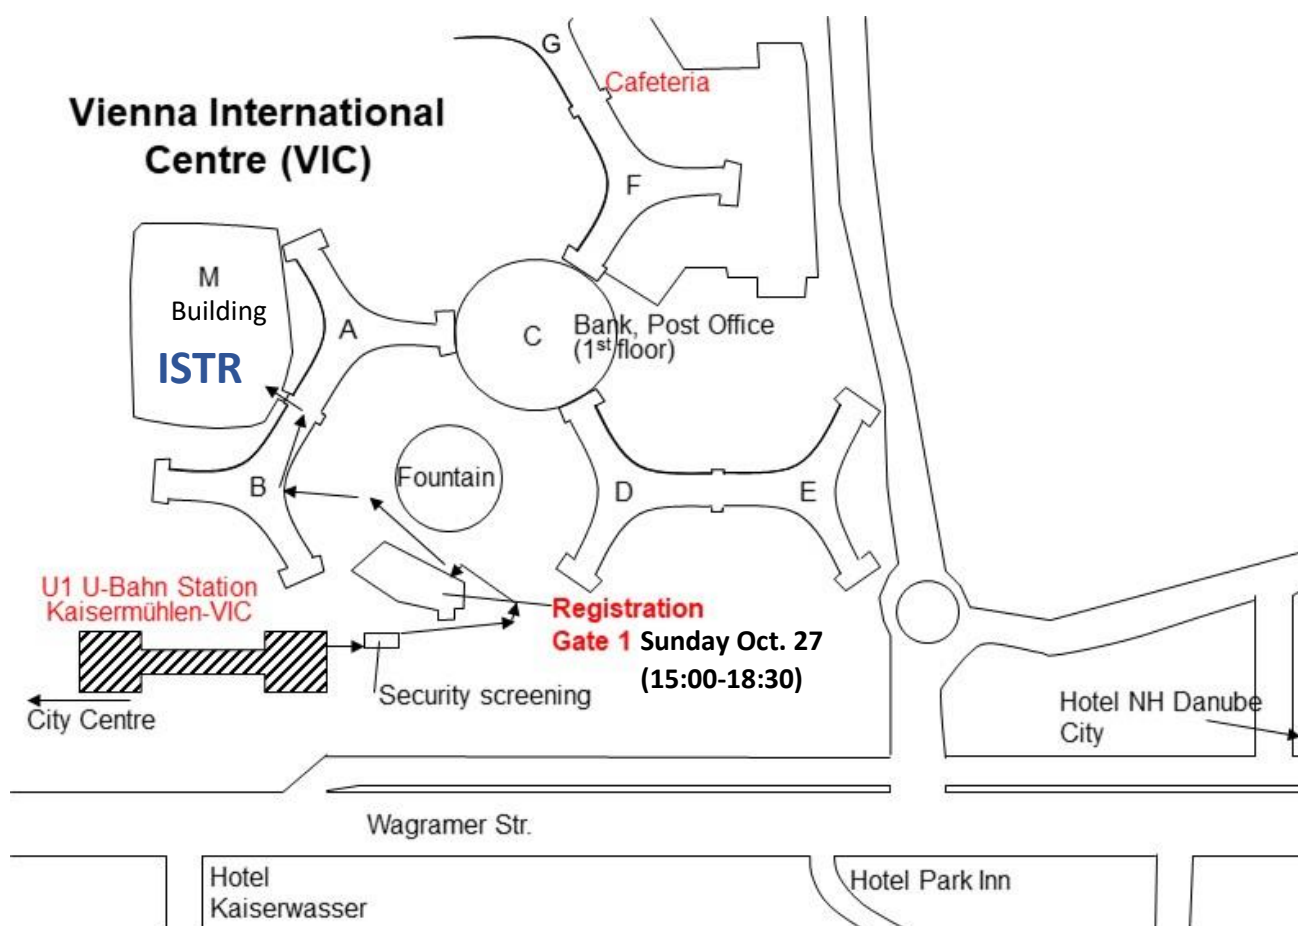 G
Cafeteria
Vienna International
Centre (VIC)
F
M
Building
ISTR
A
C
Bank, Post Office
(1st floor)
Fountain
B
D
E
U1 U-Bahn Station
Kaisermühlen-VIC
Registration
Gate 1 Sunday Oct. 27
(15:00-18:30)
Security screening
City Centre
Hotel NH Danube
City
Wagramer Str.
Hotel
Kaiserwasser
Hotel Park Inn